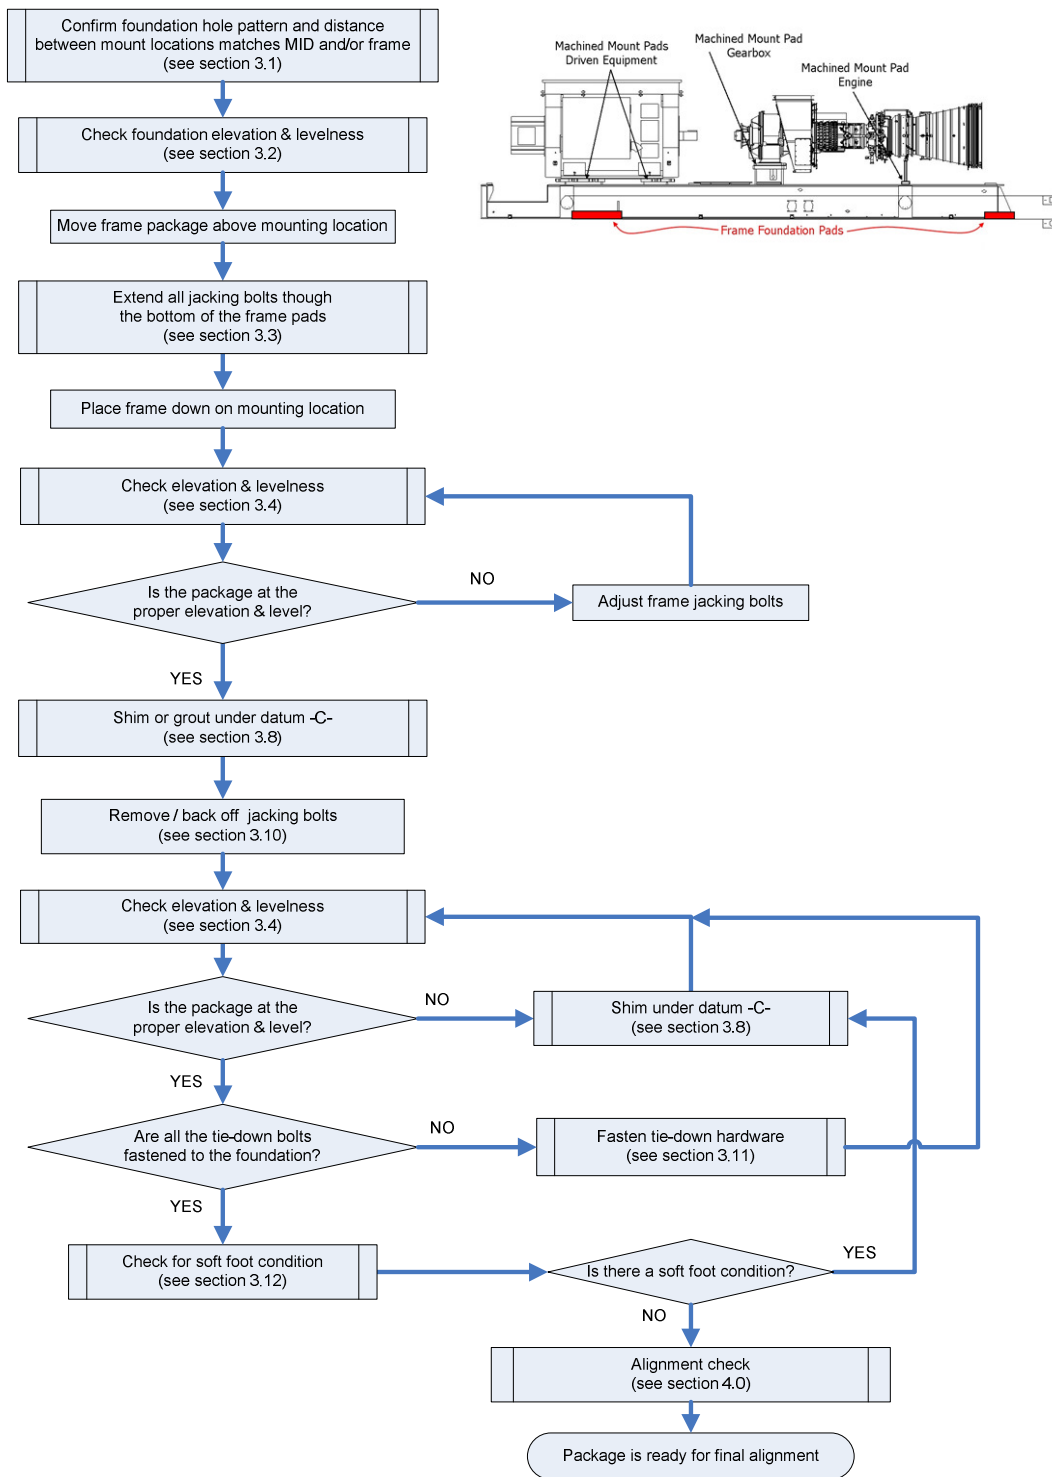 Confirm foundation hole pattern and distance
between mount locations matches MID and/or frame
(see section 3.1)
Machined Mount Pads
Driven Equipment
Machined Mount Pad
Gearbox
Machined Mount Pad
Engine
Frame Foundation Pads
Check foundation elevation & levelness
(see section 3.2)
Move frame package above mounting location
Extend all jacking bolts though
the bottom of the frame pads
(see section 3.3)
Place frame down on mounting location
Check elevation & levelness
(see section 3.4)
Is the package at the
proper elevation & level?
NO
Adjust frame jacking bolts
YES
Shim or grout under datum -C-
(see section 3.8)
Remove / back off jacking bolts
(see section 3.10)
Check elevation & levelness
(see section 3.4)
Is the package at the
proper elevation & level?
NO
Shim under datum -C-
(see section 3.8)
YES
Are all the tie-down bolts
fastened to the foundation?
NO
Fasten tie-down hardware
(see section 3.11)
YES
Check for soft foot condition
(see section 3.12)
Is there a soft foot condition?
YES
NO
Alignment check
(see section 4.0)
Package is ready for final alignment